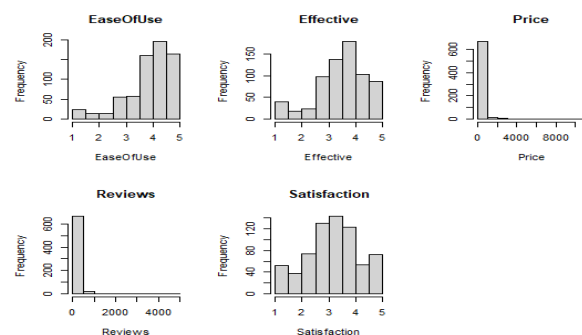 EaseOfUse
Frequency
0 50 100 200
1 2 3 4 5
EaseOfUse
Effective
Frequency
0 50 100 150
1 2 3 4 5
Effective
Price
Frequency
0 200 400 600
0 4000 8000
Price
Reviews
Frequency
0 200 400 600
0 2000 4000
Reviews
Satisfaction
Frequency
0 40 80 120
1 2 3 4 5
Satisfaction